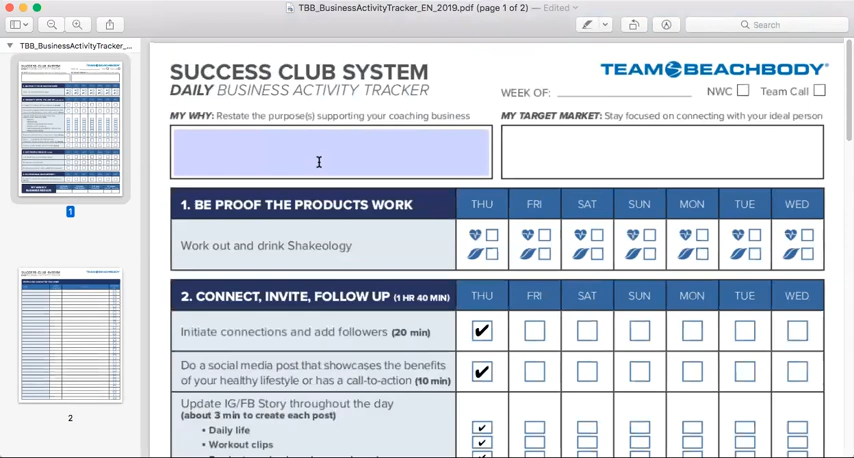 TBB_BusinessActivityTracker_EN_2019.pdf (page 1 of 2) — Edited
Search
TBB_BusinessActivityTracker_EN_...
1
2
SUCCESS CLUB SYSTEM
DAILY BUSINESS ACTIVITY TRACKER
TEAM BEACHBODY®
WEEK OF: NWC Team Call
MY WHY: Restate the purpose(s) supporting your coaching business
MY TARGET MARKET: Stay focused on connecting with your ideal person
1. BE PROOF THE PRODUCTS WORK THU FRI SAT SUN MON TUE WED
Work out and drink Shakeology
2. CONNECT, INVITE, FOLLOW UP (1 HR 40 MIN) THU FRI SAT SUN MON TUE WED
Initiate connections and add followers (20 min)
Do a social media post that showcases the benefits
of your healthy lifestyle or has a call-to-action (10 min)
Update IG/FB Story throughout the day
(about 3 min to create each post)
• Daily life
• Workout clips